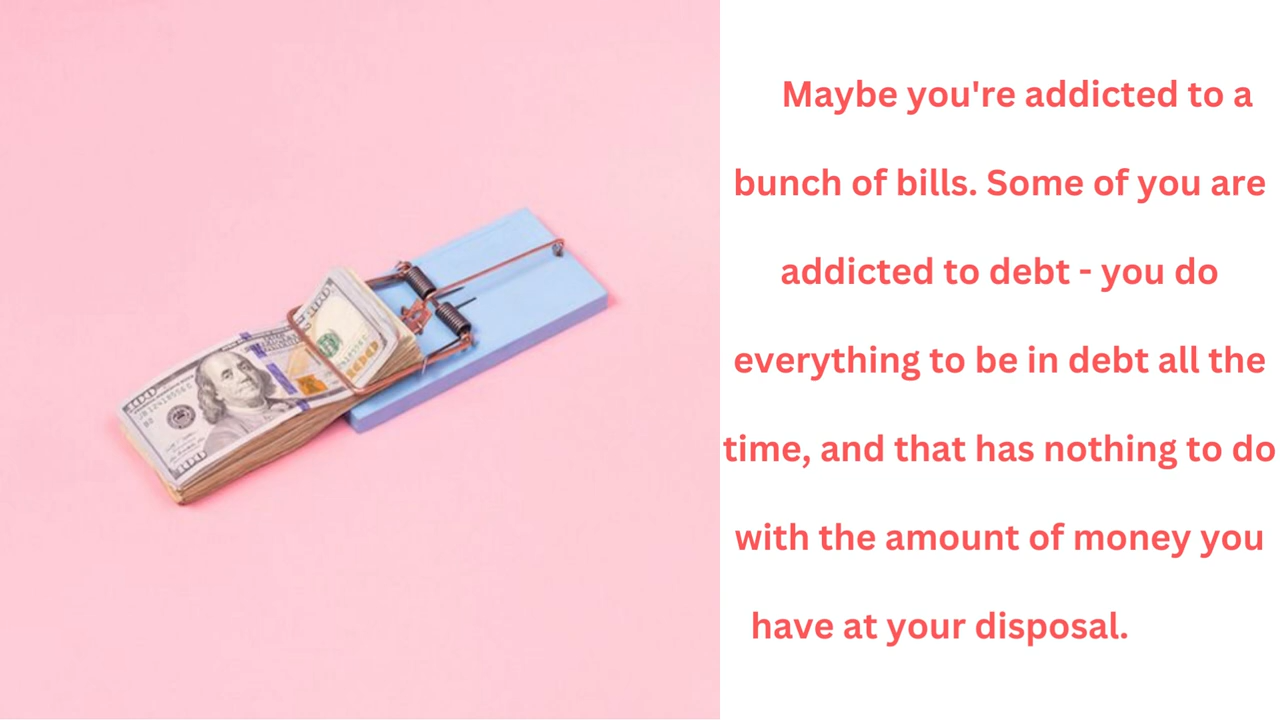 Maybe you're addicted to a
bunch of bills. Some of you are
addicted to debt - you do
everything to be in debt all the
time, and that has nothing to do
with the amount of money you
have at your disposal.
100
100